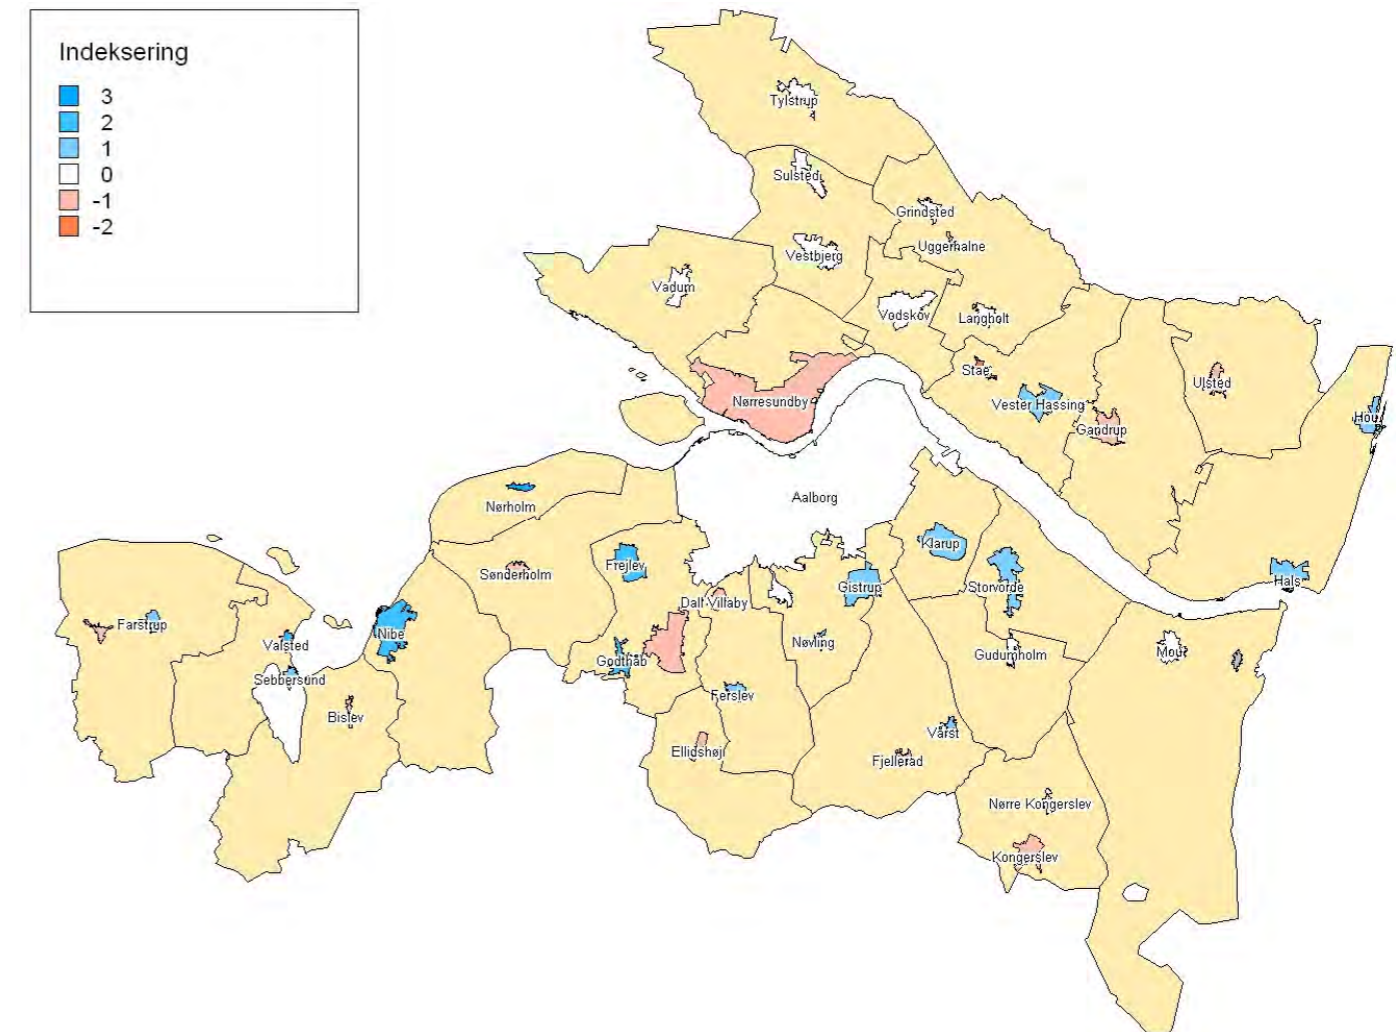 Indeksering
3
2
1
0
-1
-2
Tylstrup
Sulsted
Grindsted
Uggerhalne
Vestbjerg
Vadum
Vodskov
Langholt
Stae
Ulsted
Nørresundby
Vester Hassing
Hou
Gandrup
Aalborg
Nørholm
Klarup
Frejlev
Sønderholm
Hals
Gistrup
Storvorde
Dall Villaby
Farstrup
Nibe
Valsted
Nøvling
Mou
Gudumholm
Godthåb
Sebbersund
Ferslev
Bislev
Varst
Ellidshøj
Fjellerad
Nørre Kongerslev
Kongerslev